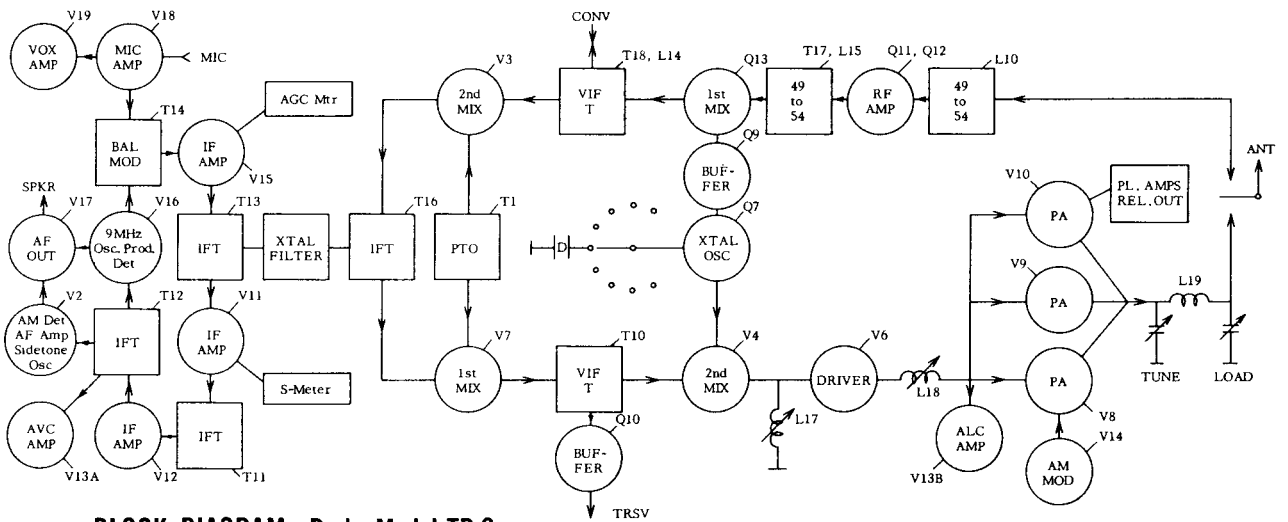 V19
V18
VOX
AMP
MIC
AMP
MIC
T14
BAL
MOD
AGC Mtr
IF
AMP
V15
SPKR
V17
V16
AF
OUT
9MHz
Osc. Prod.
Det
T13
IFT
XTAL
FILTER
T16
IFT
V2
AM Det
AF Amp
Sidetone
Osc
T12
IFT
V11
IF
AMP
S-Meter
AVC
AMP
V13A
IF
AMP
V12
IFT
T11
CONV
V3
2nd
MIX
T18, L14
VIF
T
Q13
1st
MIX
T17, L15
49
to
54
Q11, Q12
RF
AMP
L10
49
to
54
Q9
BUF-
FER
T1
PTO
D
Q7
XTAL
OSC
V7
1st
MIX
T10
VIF
T
V4
2nd
MIX
Q10
BUF-
FER
TRSV
V6
DRIVER
L17
L18
ALC
AMP
V13B
V10
PA
PL. AMPS
REL. OUT
ANT
V9
PA
L19
TUNE
LOAD
PA
V8
V14
AM
MOD